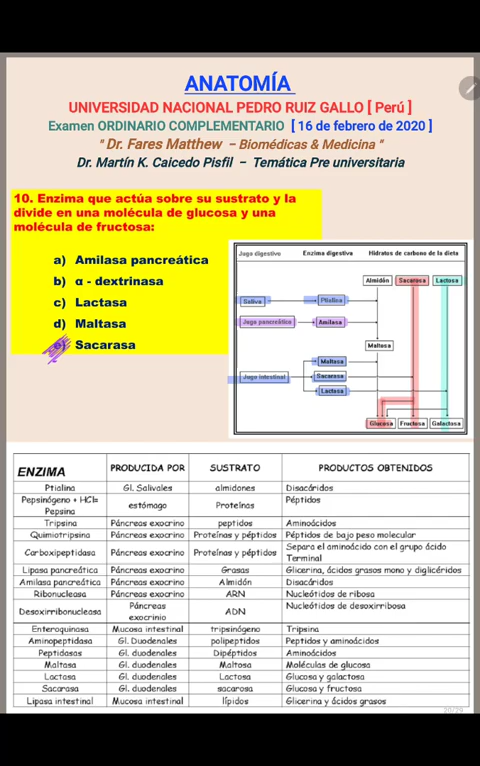 ANATOMÍA
UNIVERSIDAD NACIONAL PEDRO RUIZ GALLO [ Perú ]
Examen ORDINARIO COMPLEMENTARIO [ 16 de febrero de 2020 ]
" Dr. Fares Matthew – Biomédicas & Medicina "
Dr. Martín K. Caicedo Pisfil – Temática Pre universitaria
10. Enzima que actúa sobre su sustrato y la
divide en una molécula de glucosa y una
molécula de fructosa:
a) Amilasa pancreática
b) α - dextrinasa
c) Lactasa
d) Maltasa
e) Sacarasa
Jugo digestivo Enzima digestiva Hidratos de carbono de la dieta
Almidón Sacarosa Lactosa
Saliva Ptialina
Jugo pancreático Amilasa
Maltosa
Maltasa
Jugo intestinal Sacarasa
Lactasa
Glucosa Fructosa Galactosa
ENZIMA PRODUCIDA POR SUSTRATO PRODUCTOS OBTENIDOS
Ptialina Gl. Salivales almidones Disacáridos
Pepsinógeno + HCl= Pepsina estómago Proteínas Péptidos
Tripsina Páncreas exocrino peptidos Aminoácidos
Quimiotripsina Páncreas exocrino Proteínas y péptidos Péptidos de bajo peso molecular
Carboxipeptidasa Páncreas exocrino Proteínas y péptidos Separa el aminoácido con el grupo ácido Terminal
Lipasa pancreática Páncreas exocrino Grasas Glicerina, ácidos grasos mono y diglicéridos
Amilasa pancreática Páncreas exocrino Almidón Disacáridos
Ribonucleasa Páncreas exocrino ARN Nucleótidos de ribosa
Desoxirribonucleasa Páncreas exocrinio ADN Nucleótidos de desoxirribosa
Enteroquinasa Mucosa intestinal tripsinógeno Tripsina
Aminopeptidasa Gl. Duodenales polipeptidos Peptidos y aminoácidos
Peptidasas Gl. duodenales Dipéptidos Aminoácidos
Maltasa Gl. duodenales Maltosa Moléculas de glucosa
Lactasa Gl. duodenales Lactosa Glucosa y galactosa
Sacarasa Gl. duodenales sacarosa Glucosa y fructosa
Lipasa intestinal Mucosa intestinal lípidos Glicerina y ácidos grasos
20/29